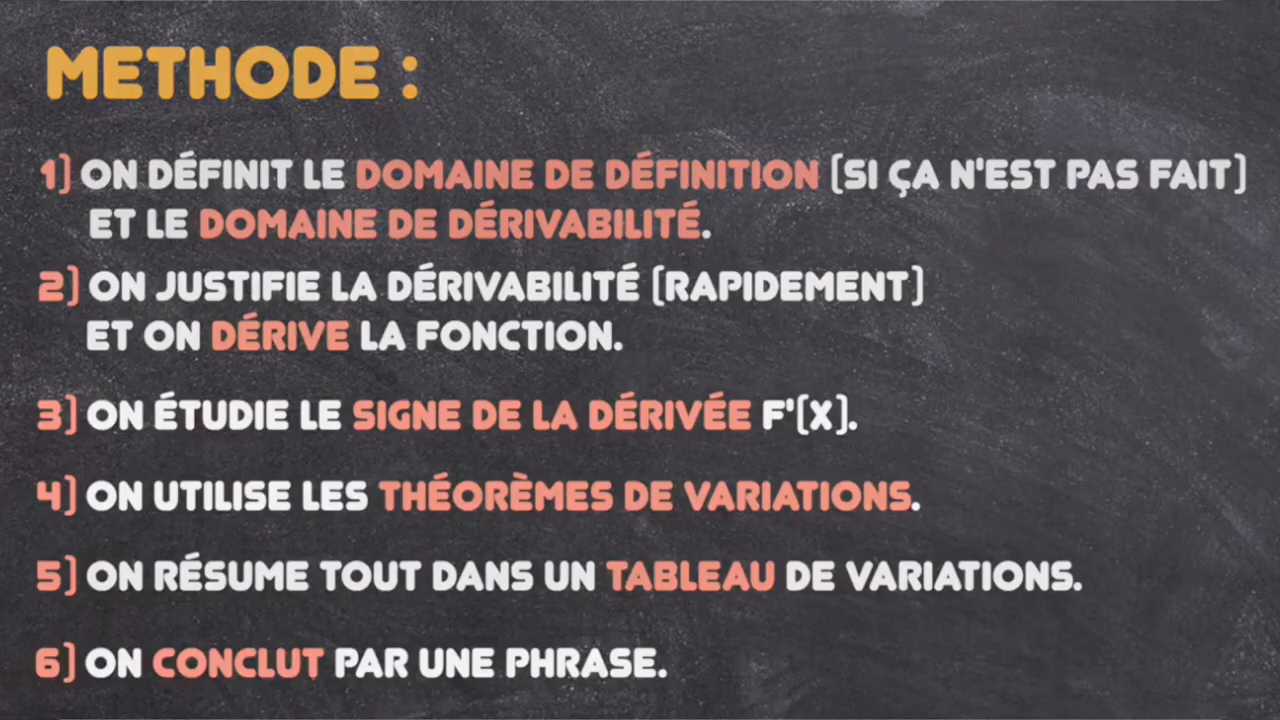 METHODE :
1) ON DÉFINIT LE DOMAINE DE DÉFINITION (SI ÇA N'EST PAS FAIT)
ET LE DOMAINE DE DÉRIVABILITÉ.
2) ON JUSTIFIE LA DÉRIVABILITÉ (RAPIDEMENT)
ET ON DÉRIVE LA FONCTION.
3) ON ÉTUDIE LE SIGNE DE LA DÉRIVÉE F'(X).
4) ON UTILISE LES THÉORÈMES DE VARIATIONS.
5) ON RÉSUME TOUT DANS UN TABLEAU DE VARIATIONS.
6) ON CONCLUT PAR UNE PHRASE.